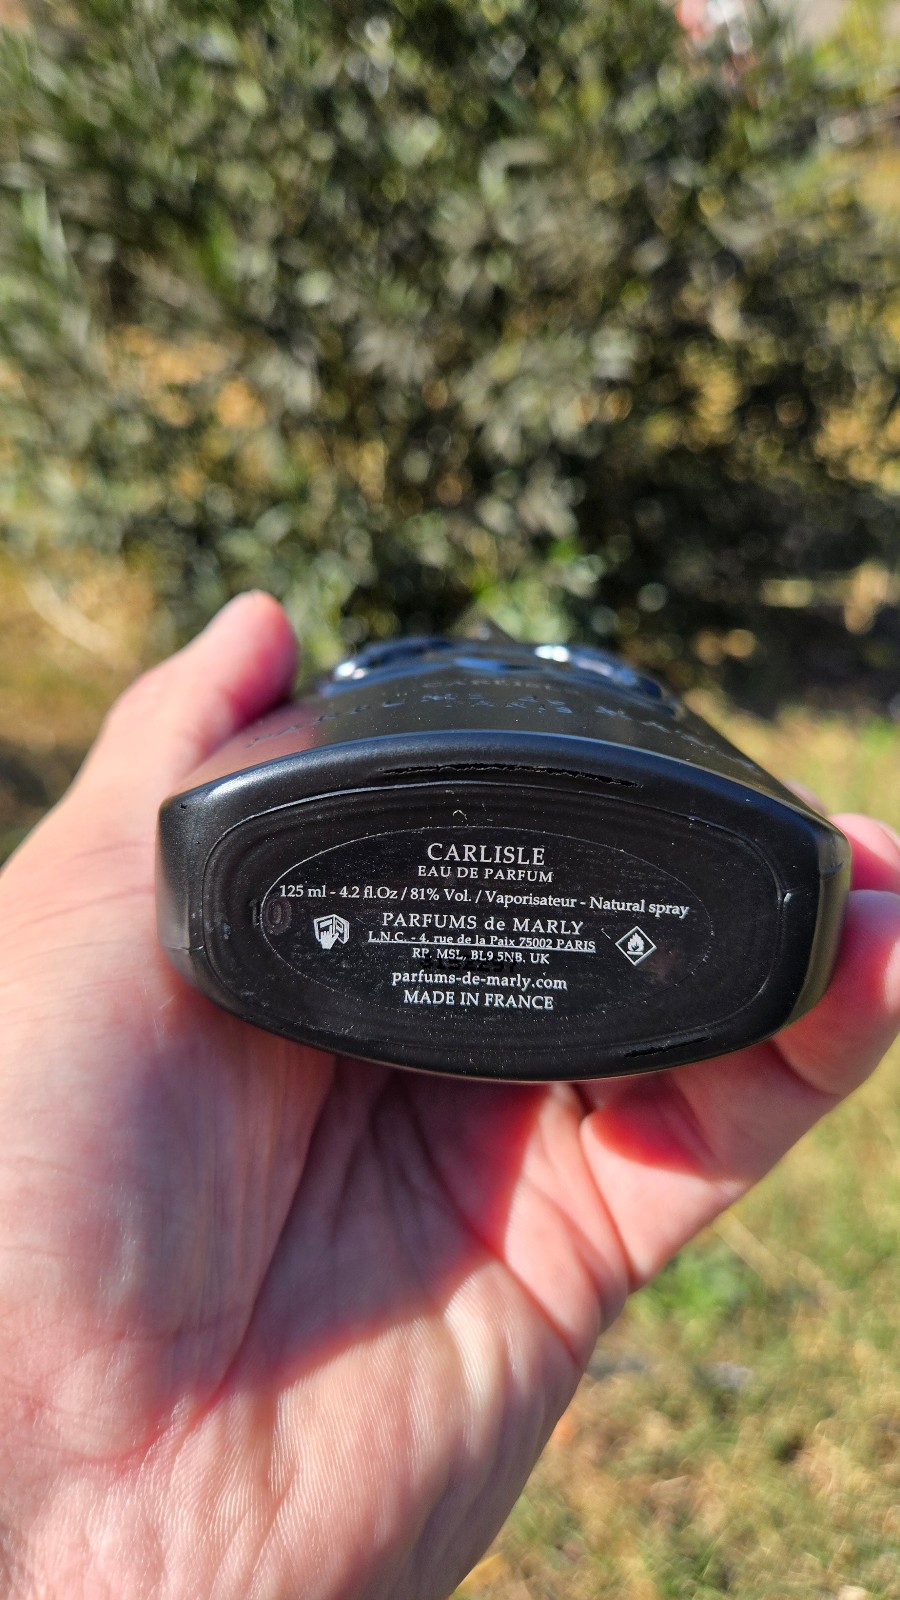 CARLISLE
EAU DE PARFUM
125 ml - 4.2 fl.Oz / 81% Vol. / Vaporisateur - Natural spray
PARFUMS de MARLY
L.N.C. - 4, rue de la Paix 75002 PARIS
RP, MSL, BL9 5NB, UK
parfums-de-marly.com
MADE IN FRANCE